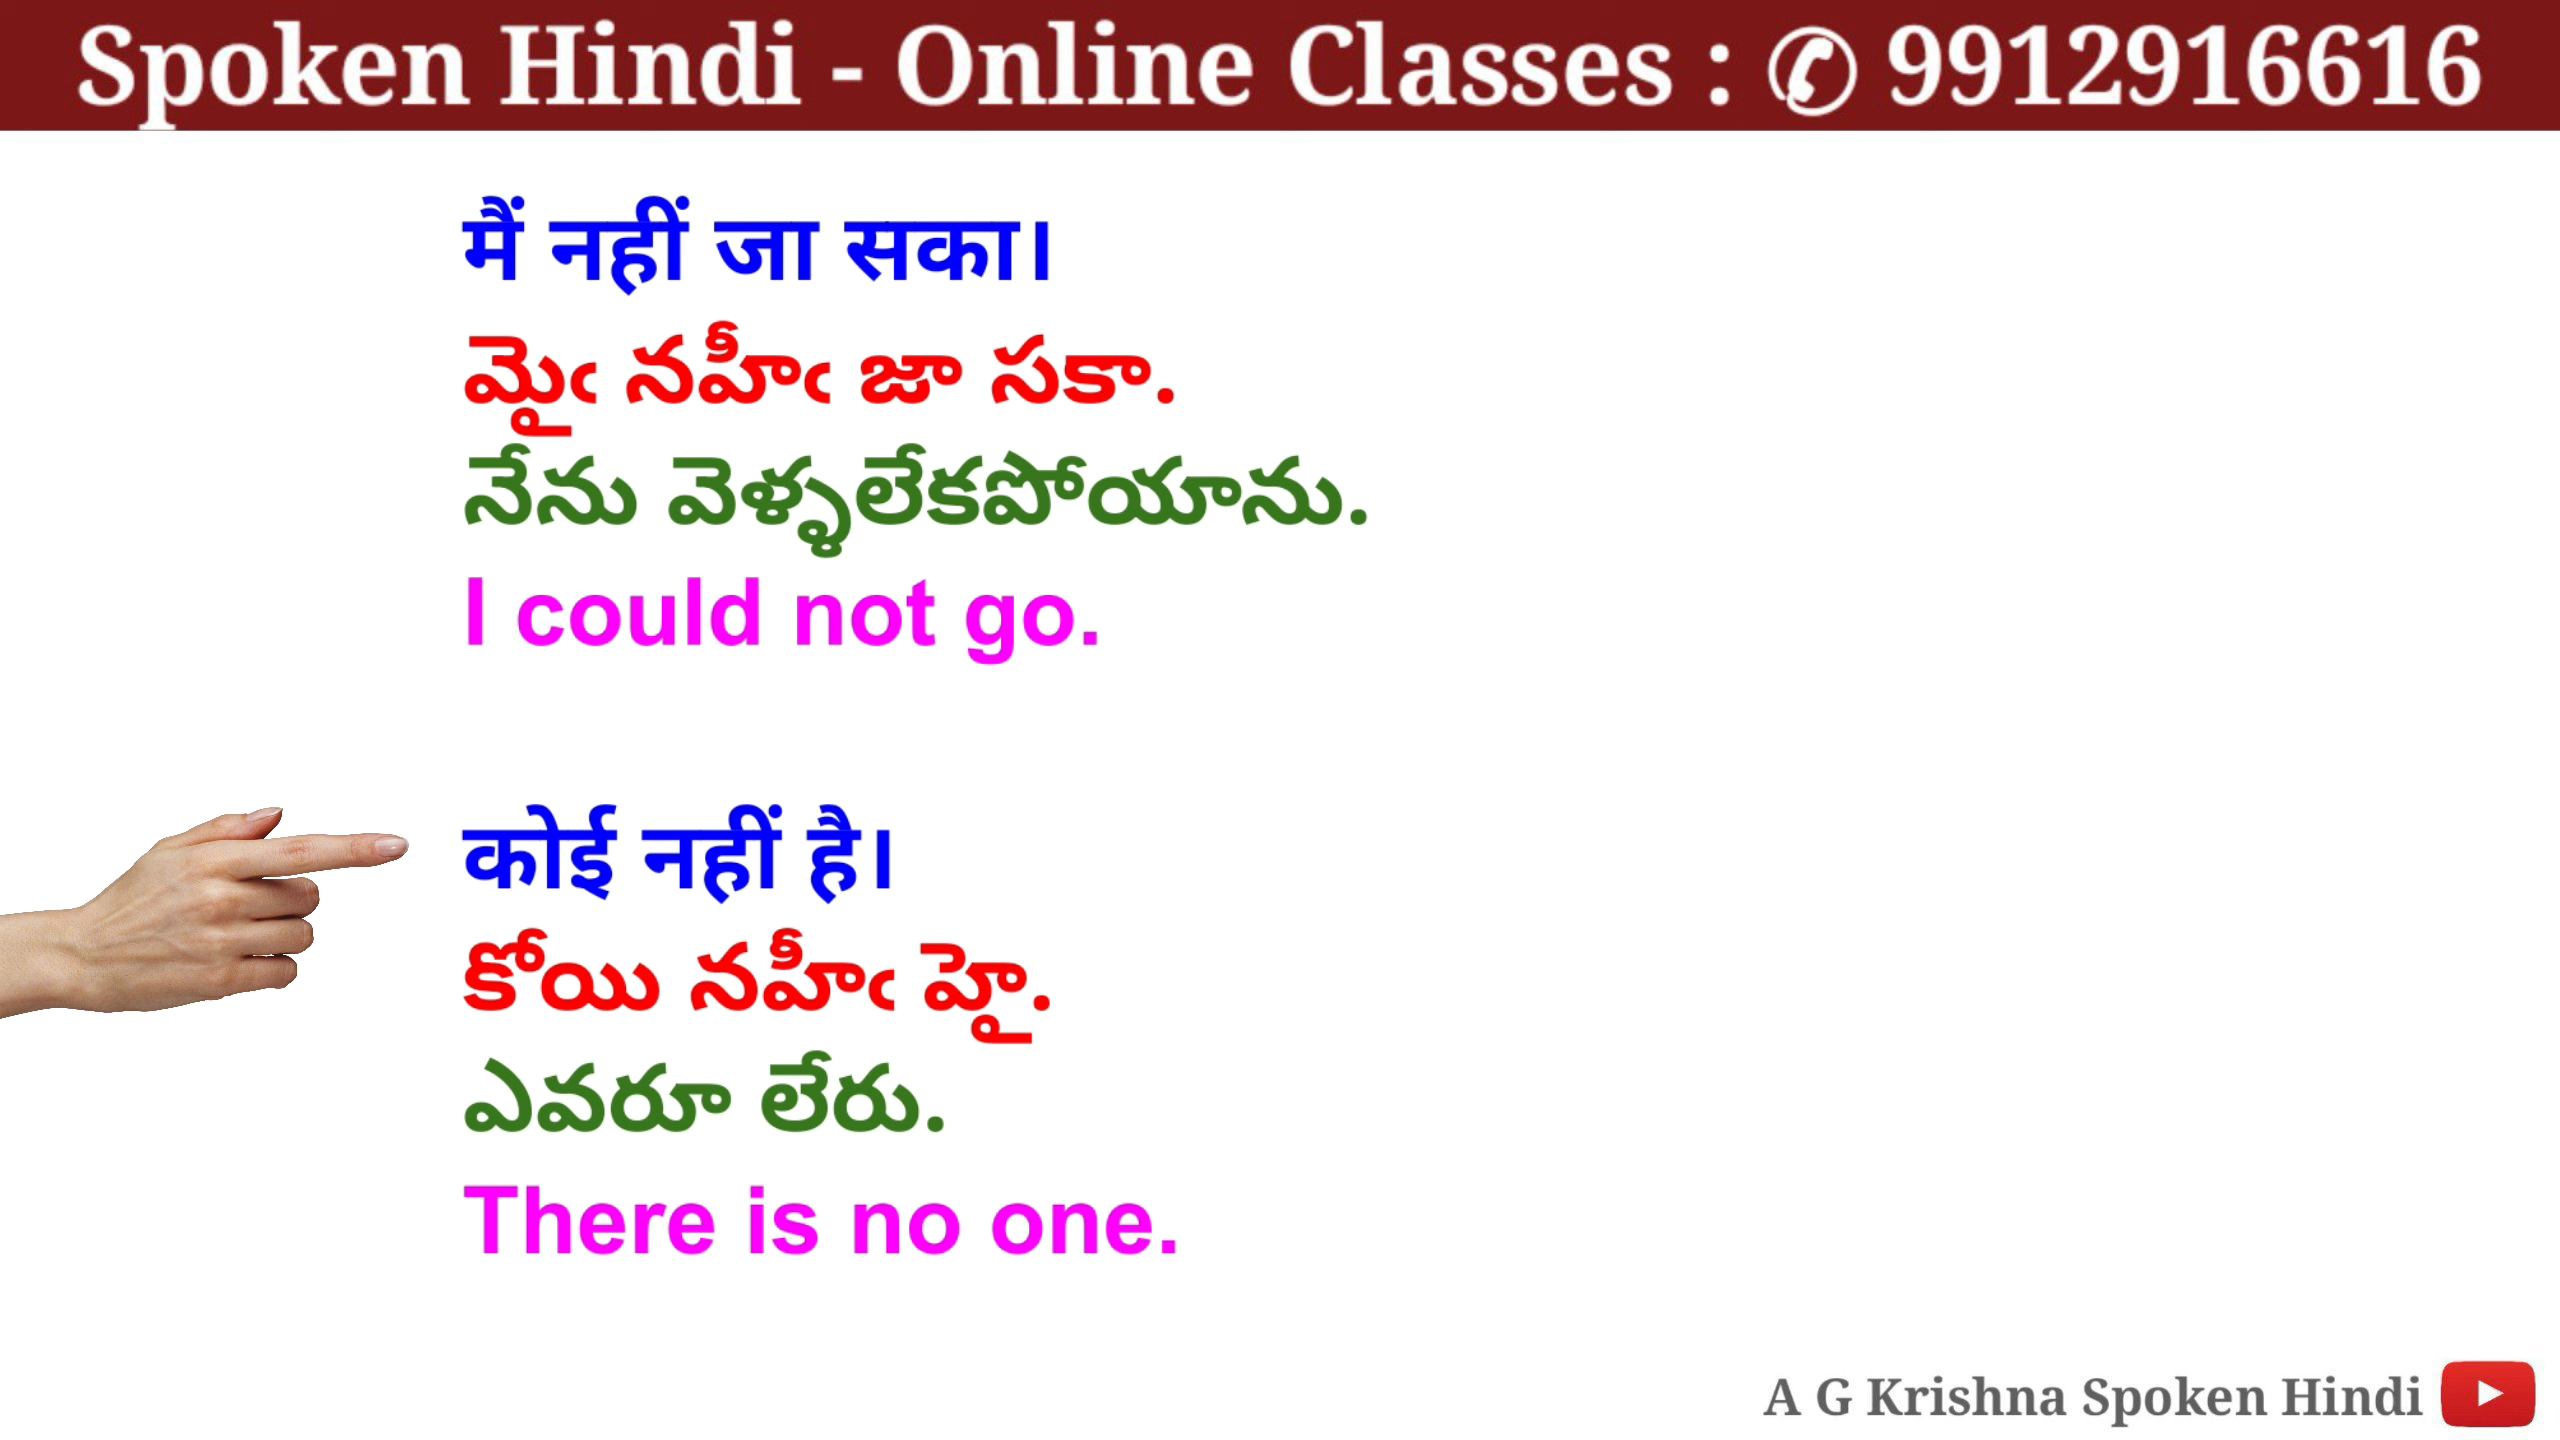 Spoken Hindi - Online Classes : ✆ 9912916616
मैं नहीं जा सका।
మైఁ నహీఁ జా సకా.
నేను వెళ్ళలేకపోయాను.
I could not go.
कोई नहीं है।
కోయి నహీఁ హై.
ఎవరూ లేరు.
There is no one.
A G Krishna Spoken Hindi